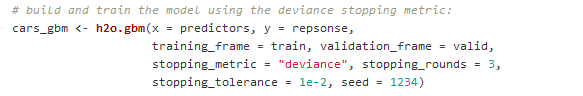 # build and train the model using the deviance stopping metric:
cars_gbm <- h2o.gbm(x = predictors, y = repsonse,
training_frame = train, validation_frame = valid,
stopping_metric = "deviance", stopping_rounds = 3,
stopping_tolerance = 1e-2, seed = 1234)